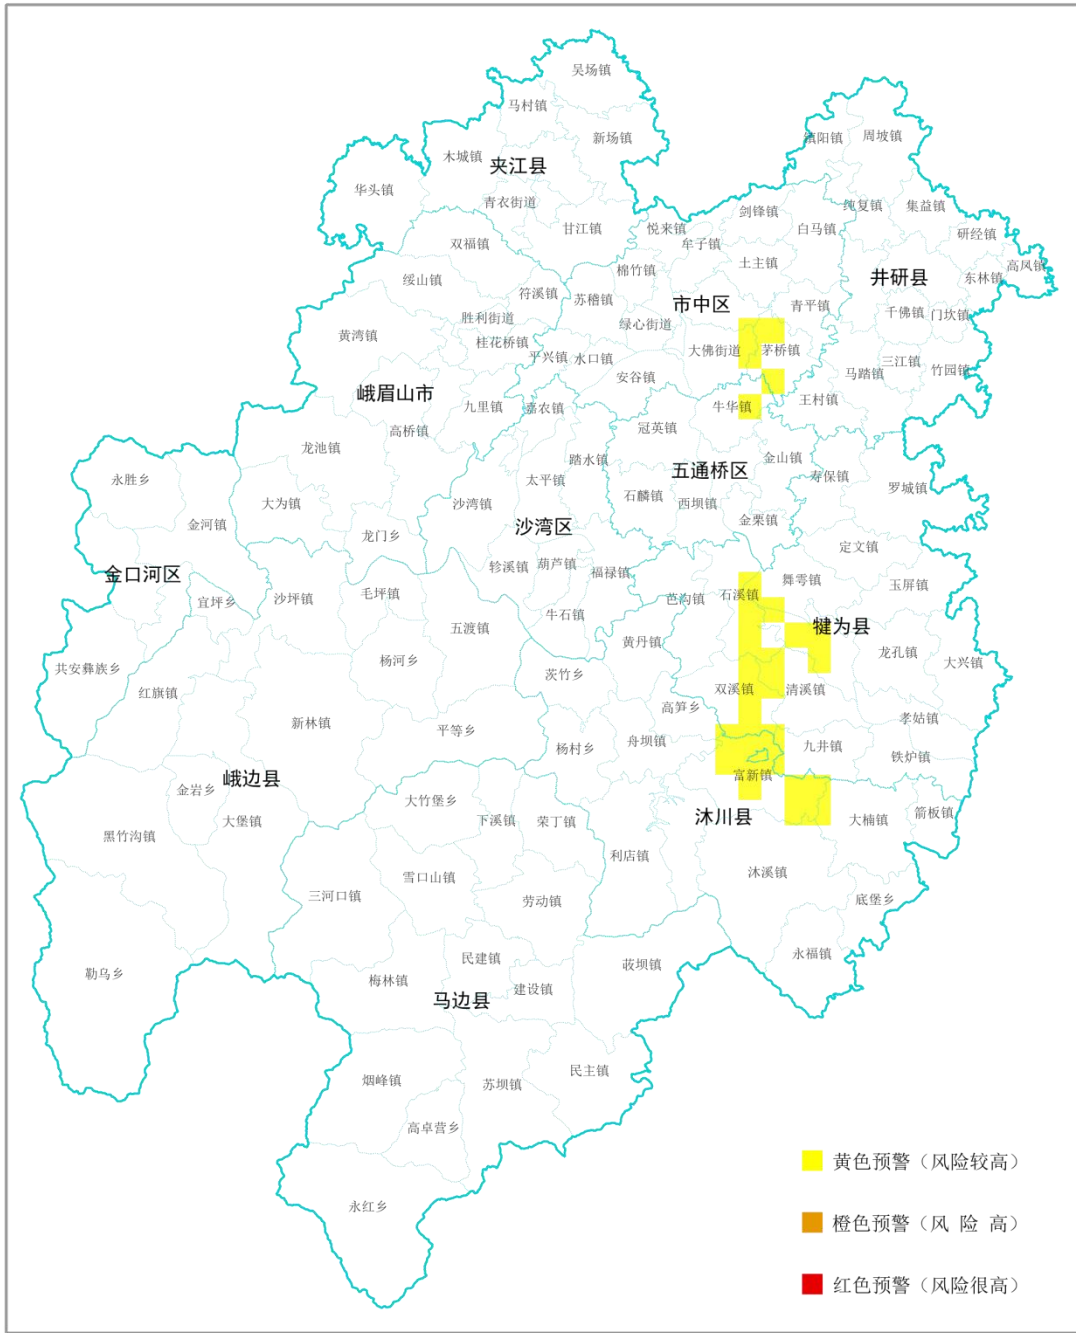 吴场镇
马村镇
新场镇
镇阳镇
周坡镇
木城镇
夹江县
华头镇
青衣街道
剑锋镇
纯复镇
集益镇
双福镇
甘江镇
悦来镇
牟子镇
白马镇
研经镇
绥山镇
棉竹镇
土主镇
井研县
东林镇
高凤镇
符溪镇
苏稽镇
市中区
青平镇
千佛镇
门坎镇
胜利街道
绿心街道
黄湾镇
桂花桥镇
平兴镇
水口镇
大佛街道
茅桥镇
三江镇
马踏镇
竹园镇
安谷镇
峨眉山市
九里镇
嘉农镇
牛华镇
王村镇
高桥镇
冠英镇
龙池镇
踏水镇
五通桥区
金山镇
永胜乡
太平镇
寿保镇
罗城镇
大为镇
沙湾镇
石麟镇
西坝镇
金河镇
沙湾区
金粟镇
龙门乡
定文镇
金口河区
轸溪镇
葫芦镇
福禄镇
舞雩镇
玉屏镇
宜坪乡
沙坪镇
毛坪镇
芭沟镇
石溪镇
牛石镇
五渡镇
黄丹镇
犍为县
共安彝族乡
杨河乡
龙孔镇
大兴镇
红旗镇
茨竹乡
双溪镇
清溪镇
新林镇
高笋乡
孝姑镇
平等乡
杨村乡
舟坝镇
九井镇
铁炉镇
峨边县
金岩乡
富新镇
大竹堡乡
黑竹沟镇
大堡镇
下溪镇
荣丁镇
沐川县
大楠镇
箭板镇
利店镇
雪口山镇
沐溪镇
三河口镇
劳动镇
底堡乡
民建镇
永福镇
勒乌乡
梅林镇
建设镇
荍坝镇
马边县
烟峰镇
苏坝镇
民主镇
高卓营乡
黄色预警（风险较高）
永红乡
橙色预警（风 险 高）
红色预警（风险很高）